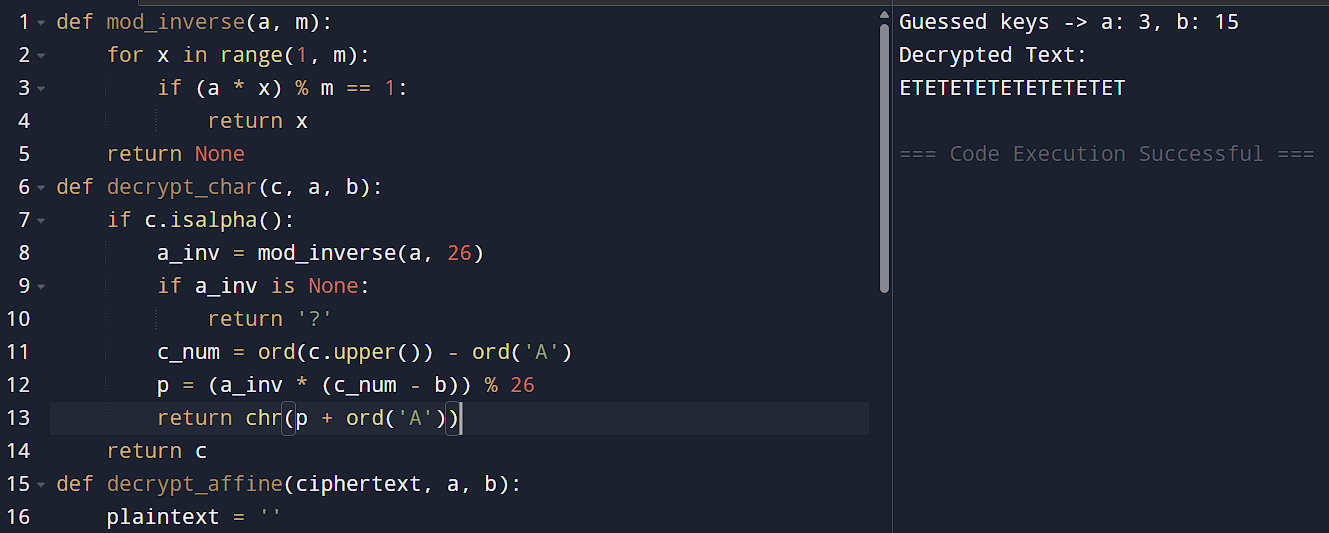 1 def mod_inverse(a, m):
2     for x in range(1, m):
3         if (a * x) % m == 1:
4             return x
5     return None
6 def decrypt_char(c, a, b):
7     if c.isalpha():
8         a_inv = mod_inverse(a, 26)
9         if a_inv is None:
10             return '?'
11         c_num = ord(c.upper()) - ord('A')
12         p = (a_inv * (c_num - b)) % 26
13         return chr(p + ord('A'))
14     return c
15 def decrypt_affine(ciphertext, a, b):
16     plaintext = ''
Guessed keys -> a: 3, b: 15
Decrypted Text:
ETETETETETETETETET
=== Code Execution Successful ===